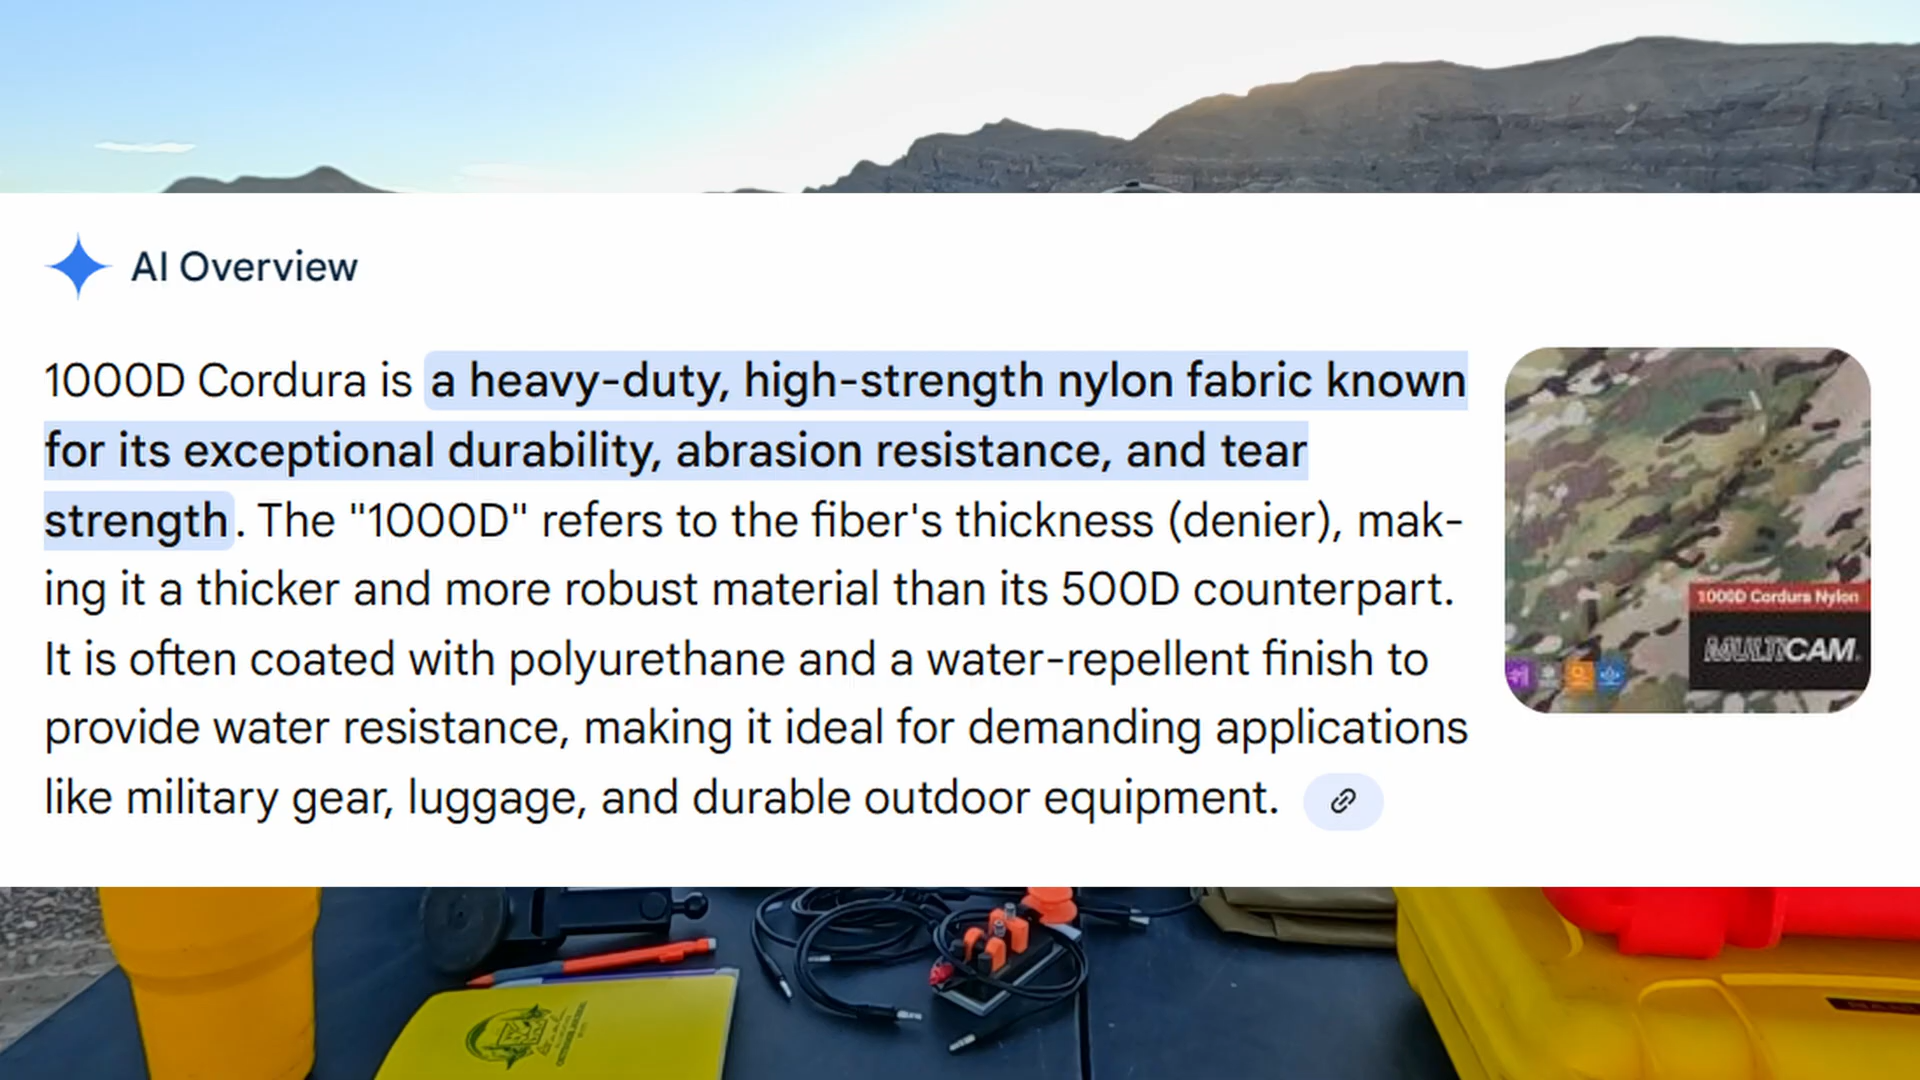 AI Overview
1000D Cordura is a heavy-duty, high-strength nylon fabric known
for its exceptional durability, abrasion resistance, and tear
strength. The "1000D" refers to the fiber's thickness (denier), mak-
ing it a thicker and more robust material than its 500D counterpart.
It is often coated with polyurethane and a water-repellent finish to
provide water resistance, making it ideal for demanding applications
like military gear, luggage, and durable outdoor equipment.
1000D Cordura Nylon
MULTICAM